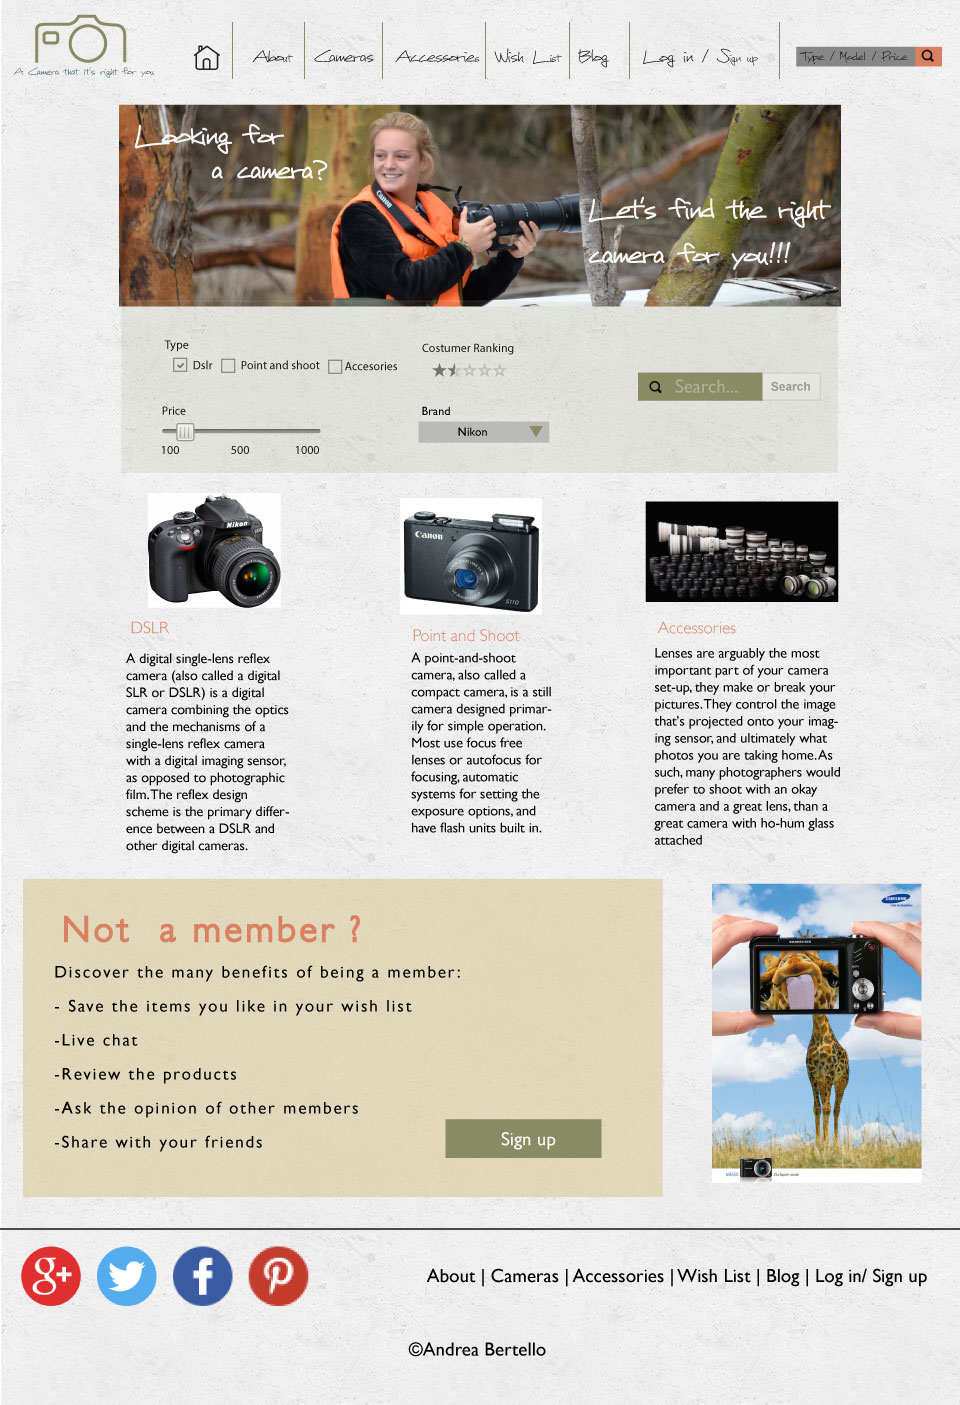 A Camera that it's right for you
About
Cameras
Accessories
Wish List
Blog
Log in / Sign up
Type / Model / Price
Looking for
a camera?
Canon
Let's find the right
camera for you!!!
Type
Dslr
Point and shoot
Accesories
Costumer Ranking
Search...
Search
Price
100
500
1000
Brand
Nikon
Nikon
Canon
S110
DSLR
A digital single-lens reflex
camera (also called a digital
SLR or DSLR) is a digital
camera combining the optics
and the mechanisms of a
single-lens reflex camera
with a digital imaging sensor,
as opposed to photographic
film.The reflex design
scheme is the primary differ-
ence between a DSLR and
other digital cameras.
Point and Shoot
A point-and-shoot
camera, also called a
compact camera, is a still
camera designed primar-
ily for simple operation.
Most use focus free
lenses or autofocus for
focusing, automatic
systems for setting the
exposure options, and
have flash units built in.
Accessories
Lenses are arguably the most
important part of your camera
set-up, they make or break your
pictures.They control the image
that's projected onto your imag-
ing sensor, and ultimately what
photos you are taking home.As
such, many photographers would
prefer to shoot with an okay
camera and a great lens, than a
great camera with ho-hum glass
attached
Not a member ?
Discover the many benefits of being a member:
- Save the items you like in your wish list
-Live chat
-Review the products
-Ask the opinion of other members
-Share with your friends
Sign up
SAMSUNG
SAMSUNG
About | Cameras | Accessories | Wish List | Blog | Log in/ Sign up
©Andrea Bertello